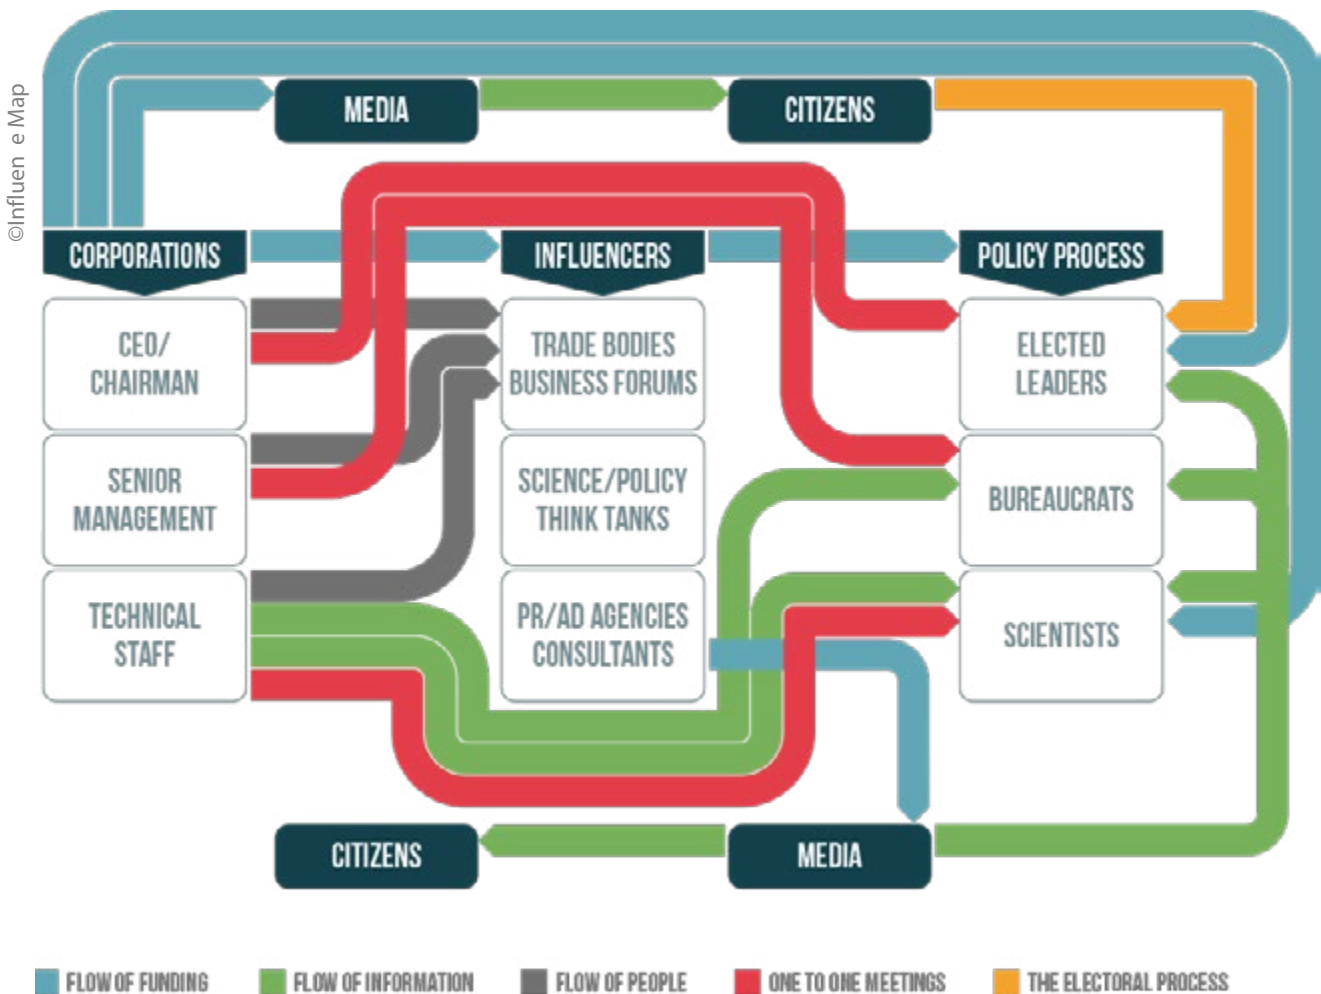 ©Influen e Map
MEDIA
CITIZENS
CORPORATIONS
INFLUENCERS
POLICY PROCESS
CEO/
CHAIRMAN
TRADE BODIES
BUSINESS FORUMS
ELECTED
LEADERS
SENIOR
MANAGEMENT
SCIENCE/POLICY
THINK TANKS
BUREAUCRATS
TECHNICAL
STAFF
PR/AD AGENCIES
CONSULTANTS
SCIENTISTS
CITIZENS
MEDIA
FLOW OF FUNDING
FLOW OF INFORMATION
FLOW OF PEOPLE
ONE TO ONE MEETINGS
THE ELECTORAL PROCESS